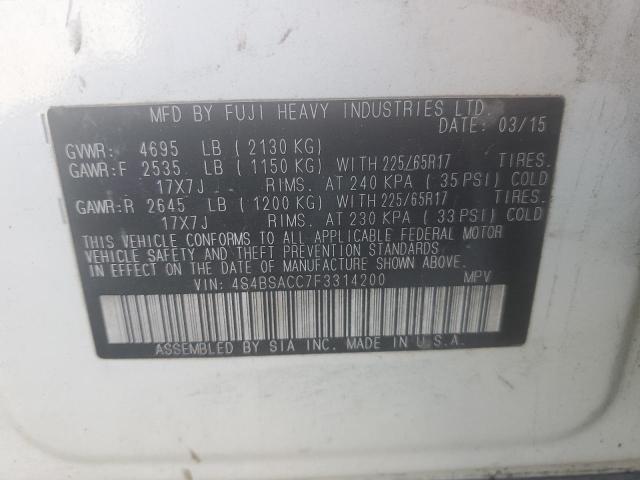 MFD BY FUJI HEAVY INDUSTRIES LTD.
DATE: 03/15
GVWR: 4695 LB ( 2130 KG)
GAWR:F 2535 LB ( 1150 KG) WITH 225/65R17 TIRES.
17X7J RIMS. AT 240 KPA ( 35 PSI) COLD
GAWR:R 2645 LB ( 1200 KG) WITH 225/65R17 TIRES.
17X7J RIMS. AT 230 KPA ( 33 PSI) COLD
THIS VEHICLE CONFORMS TO ALL APPLICABLE FEDERAL MOTOR
VEHICLE SAFETY AND THEFT PREVENTION STANDARDS
IN EFFECT ON THE DATE OF MANUFACTURE SHOWN ABOVE.
VIN: 4S4BSACC7F3314200 MPV
ASSEMBLED BY SIA INC. MADE IN U.S.A.